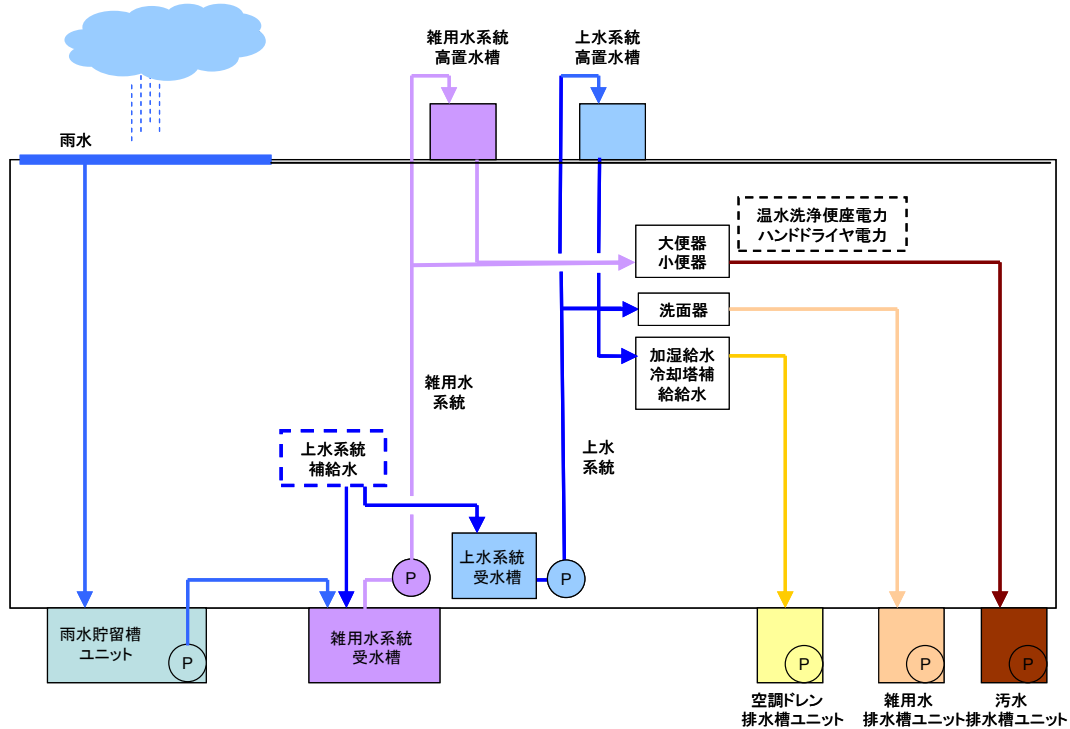 雑用水系統
高置水槽
上水系統
高置水槽
雨水
温水洗浄便座電力
ハンドドライヤ電力
大便器
小便器
洗面器
加湿給水
冷却塔補
給給水
雑用水
系統
上水
系統
上水系統
補給水
上水系統
受水槽
P
P
雨水貯留槽
ユニット
P
雑用水系統
受水槽
P
P
P
空調ドレン
排水槽ユニット
雑用水
排水槽ユニット
汚水
排水槽ユニット